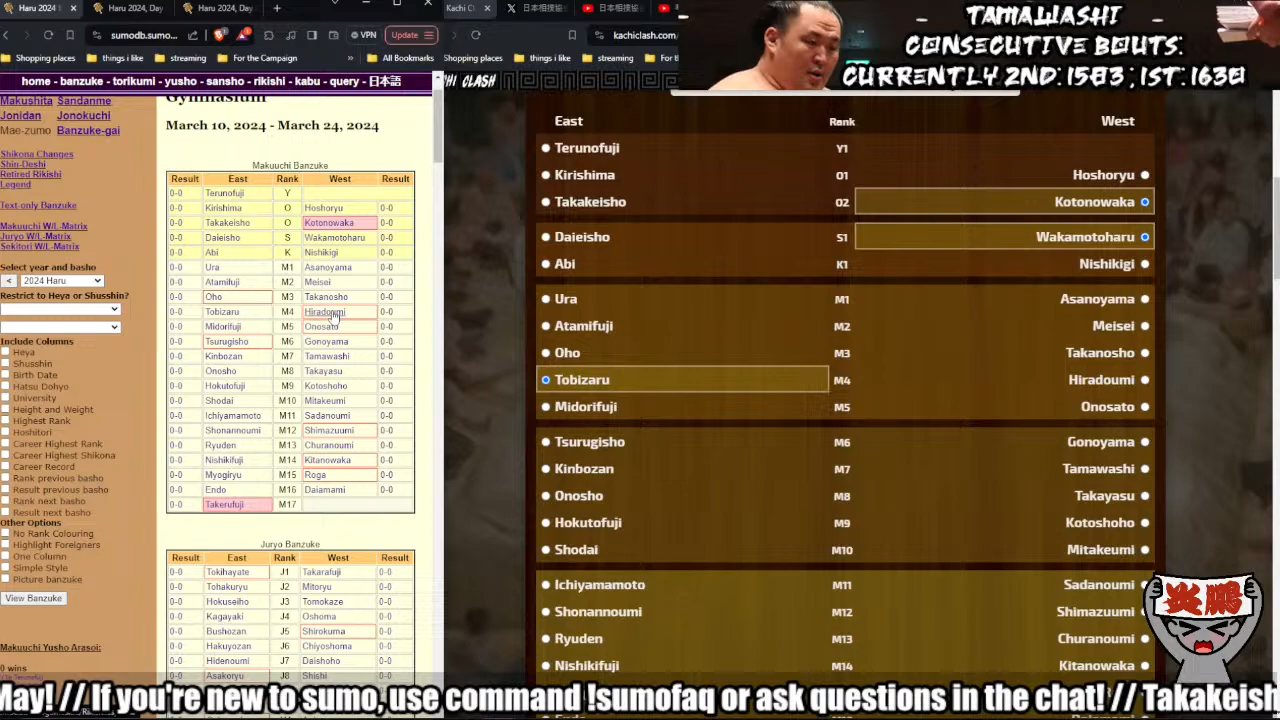 Haru 2024 B
Haru 2024, Day
Haru 2024, Day
Kachi Cl
日本相撲協
sumodb.sumo...
VPN
Update
kachiclash.com
Shopping places
things i like
streaming
For the Campaign
All Bookmarks
Shopping places
things i like
streaming
TAMAWASHI
CONSECUTIVE BOUTS:
CURRENTLY 2ND: 1583 ; 1ST: 1630
home - banzuke - torikumi - yusho - sansho - rikishi - kabu - query - 日本語
HI CLASH
Makushita Sandanme
Jonidan Jonokuchi
Mae-zumo Banzuke-gai
Shikona Changes
Shin-Deshi
Retired Rikishi
Legend
Text-only Banzuke
Makuuchi W/L-Matrix
Juryo W/L-Matrix
Sekitori W/L-Matrix
Select year and basho
< 2024 Haru
Restrict to Heya or Shusshin?
Include Columns
Heya
Shusshin
Birth Date
Hatsu Dohyo
University
Height and Weight
Highest Rank
Hoshitori
Career Highest Rank
Career Highest Shikona
Career Record
Rank previous basho
Result previous basho
Rank next basho
Result next basho
Other Options
No Rank Colouring
Highlight Foreigners
One Column
Simple Style
Picture banzuke
View Banzuke
Makuuchi Yusho Arasoi:
0 wins
Gymnasium
March 10, 2024 - March 24, 2024
Makuuchi Banzuke
Result East Rank West Result
0-0 Terunofuji Y
0-0 Kirishima O Hoshoryu 0-0
0-0 Takakeisho O Kotonowaka 0-0
0-0 Daieisho S Wakamotoharu 0-0
0-0 Abi K Nishikigi 0-0
0-0 Ura M1 Asanoyama 0-0
0-0 Atamifuji M2 Meisei 0-0
0-0 Oho M3 Takanosho 0-0
0-0 Tobizaru M4 Hiradoumi 0-0
0-0 Midorifuji M5 Onosato 0-0
0-0 Tsurugisho M6 Gonoyama 0-0
0-0 Kinbozan M7 Tamawashi 0-0
0-0 Onosho M8 Takayasu 0-0
0-0 Hokutofuji M9 Kotoshoho 0-0
0-0 Shodai M10 Mitakeumi 0-0
0-0 Ichiyamamoto M11 Sadanoumi 0-0
0-0 Shonannoumi M12 Shimazuumi 0-0
0-0 Ryuden M13 Churanoumi 0-0
0-0 Nishikifuji M14 Kitanowaka 0-0
0-0 Myogiryu M15 Roga 0-0
0-0 Endo M16 Daiamami 0-0
0-0 Takerufuji M17
Juryo Banzuke
Result East Rank West Result
0-0 Tokihayate J1 Takarafuji 0-0
0-0 Tohakuryu J2 Mitoryu 0-0
0-0 Hokuseiho J3 Tomokaze 0-0
0-0 Kagayaki J4 Oshoma 0-0
0-0 Bushozan J5 Shirokuma 0-0
0-0 Hakuyozan J6 Chiyoshoma 0-0
0-0 Hidenoumi J7 Daishoho 0-0
0-0 Asakoryu J8 Shishi 0-0
East Rank West
Terunofuji Y1
Kirishima O1 Hoshoryu
Takakeisho O2 Kotonowaka
Daieisho S1 Wakamotoharu
Abi K1 Nishikigi
Ura M1 Asanoyama
Atamifuji M2 Meisei
Oho M3 Takanosho
Tobizaru M4 Hiradoumi
Midorifuji M5 Onosato
Tsurugisho M6 Gonoyama
Kinbozan M7 Tamawashi
Onosho M8 Takayasu
Hokutofuji M9 Kotoshoho
Shodai M10 Mitakeumi
Ichiyamamoto M11 Sadanoumi
Shonannoumi M12 Shimazuumi
Ryuden M13 Churanoumi
Nishikifuji M14 Kitanowaka
炎鵬
May! // If you're new to sumo, use command !sumofaq or ask questions in the chat! // Takakeish